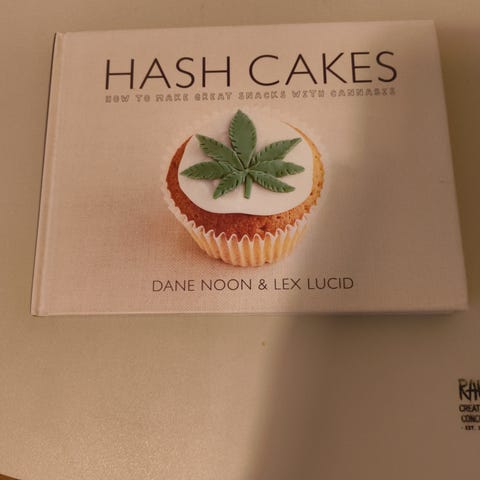 HASH CAKES
HOW TO MAKE GREAT SNACKS WITH CANNABIS
DANE NOON & LEX LUCID